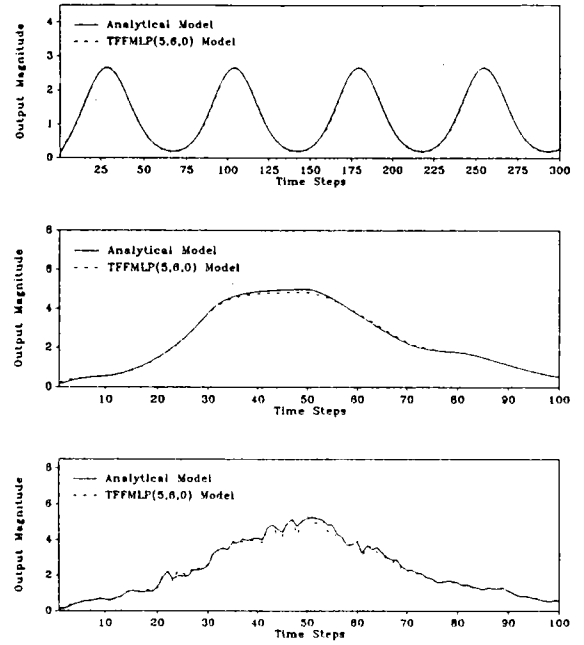 4
3
2
1
0
Output Magnitude
Analytical Model
TFFMLP(5,6,0) Model
25 50 75 100 125 150 175 200 225 250 275 300
Time Steps
8
6
4
2
0
Output Magnitude
Analytical Model
TFFMLP(5,6,0) Model
10 20 30 40 50 60 70 80 90 100
Time Steps
8
6
4
2
0
Output Magnitude
Analytical Model
TFFMLP(5,6,0) Model
10 20 30 40 50 60 70 80 90 100
Time Steps